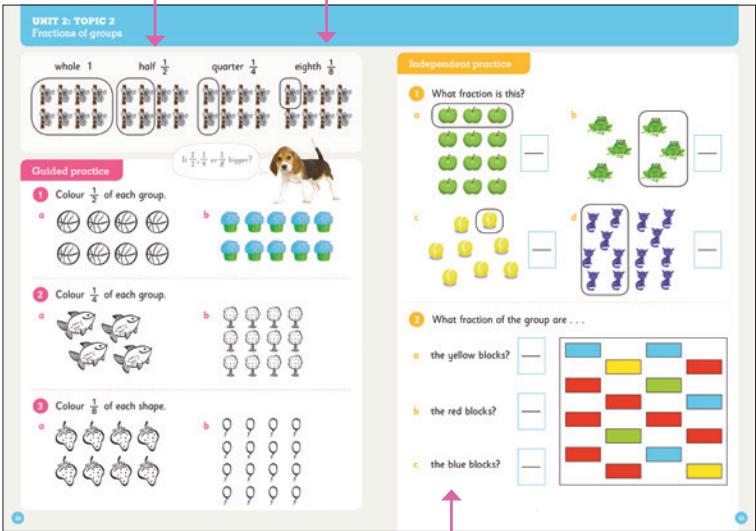 UNIT 2: TOPIC 2
Fractions of groups
whole 1
half 1/2
quarter 1/4
eighth 1/8
Is 1/2, 1/4 or 1/8 bigger?
Guided practice
1 Colour 1/2 of each group.
a
b
2 Colour 1/4 of each group.
a
b
3 Colour 1/8 of each shape.
a
b
Independent practice
1 What fraction is this?
a
b
c
d
2 What fraction of the group are . . .
a the yellow blocks?
b the red blocks?
c the blue blocks?